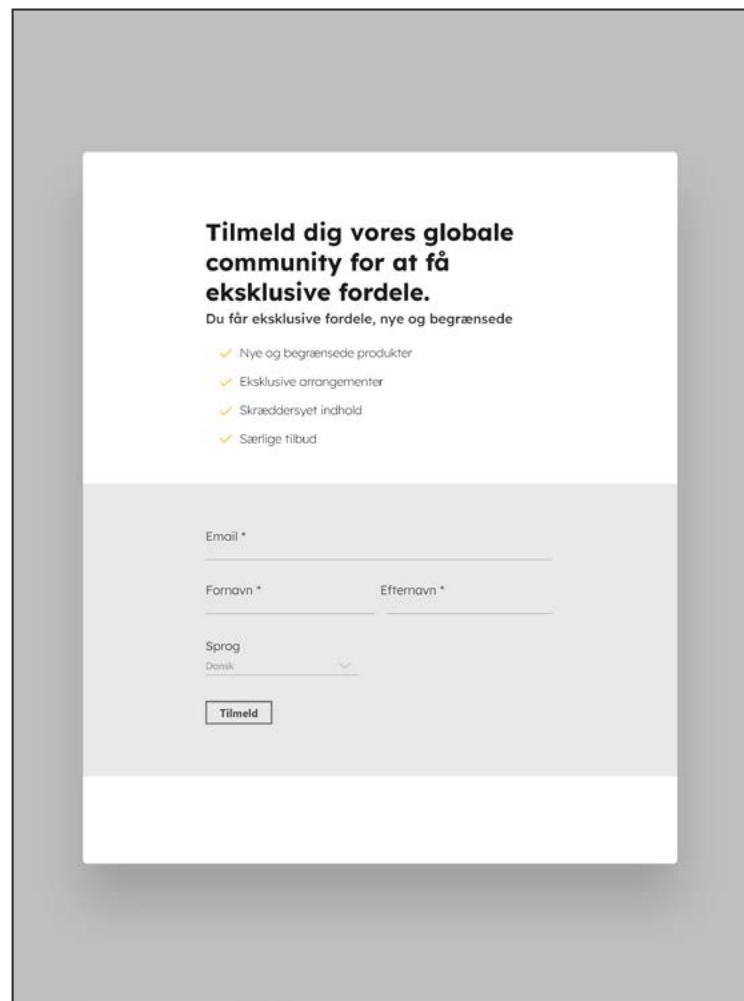 Tilmeld dig vores globale
community for at få
eksklusive fordele.
Du får eksklusive fordele, nye og begrænsede
Nye og begrænsede produkter
Eksklusive arrangementer
Skræddersyet indhold
Særlige tilbud
Email *
Fornavn * Efternavn *
Sprog
Dansk
Tilmeld